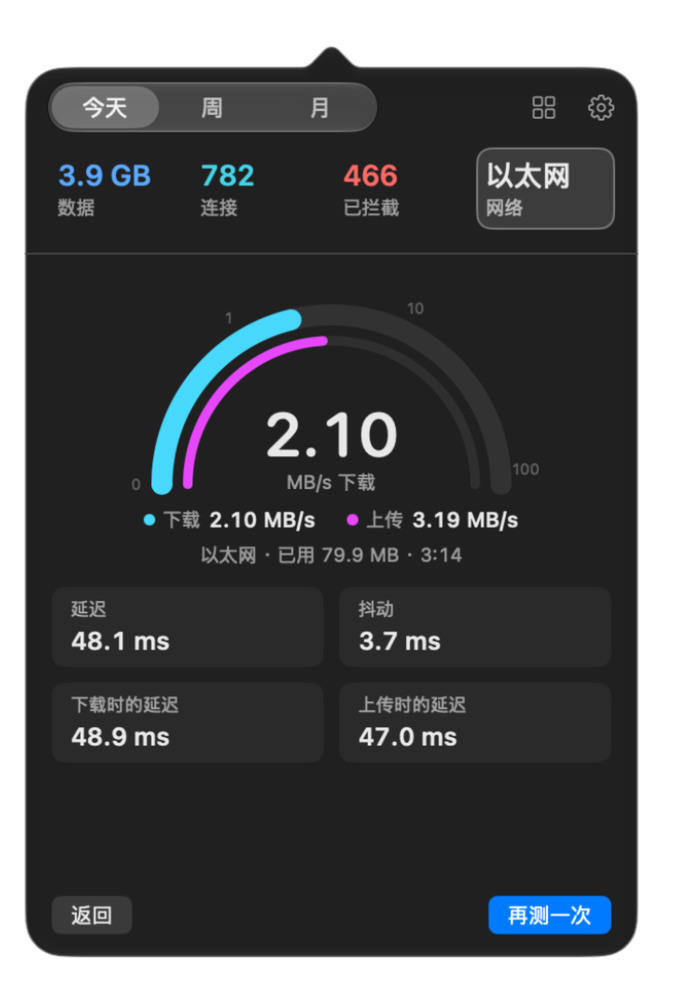 今天 周 月
3.9 GB 782 466 以太网
数据 连接 已拦截 网络
1 10
0 100
2.10
MB/s 下载
下载 2.10 MB/s 上传 3.19 MB/s
以太网 · 已用 79.9 MB · 3:14
延迟 抖动
48.1 ms 3.7 ms
下载时的延迟 上传时的延迟
48.9 ms 47.0 ms
返回 再测一次